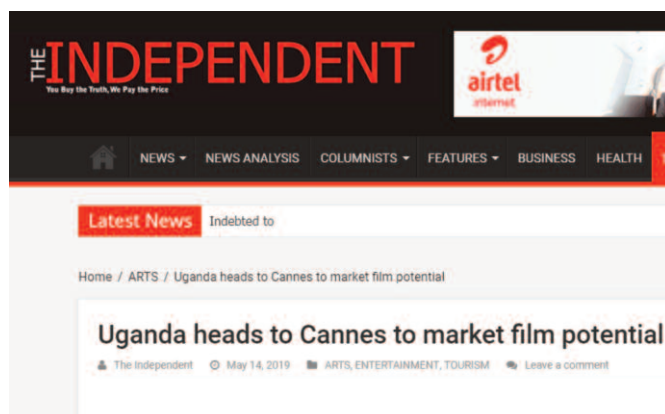 THE INDEPENDENT
You Buy the Truth, We Pay the Price
airtel
internet
NEWS NEWS ANALYSIS COLUMNISTS FEATURES BUSINESS HEALTH
Latest News Indebted to
Home / ARTS / Uganda heads to Cannes to market film potential
Uganda heads to Cannes to market film potential
The Independent May 14, 2019 ARTS, ENTERTAINMENT, TOURISM Leave a comment